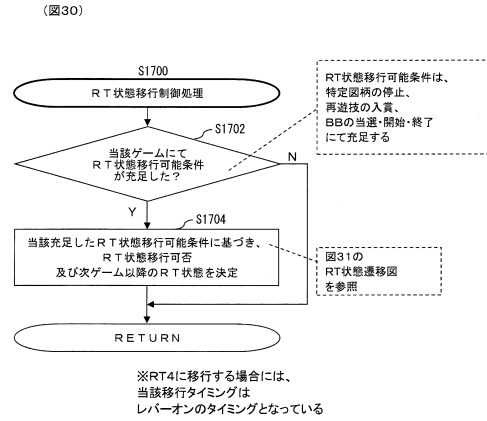 (図30)
S1700
RT状態移行制御処理
S1702
当該ゲームにて
RT状態移行可能条件
が充足した?
N
Y
RT状態移行可能条件は、
特定図柄の停止、
再遊技の入賞、
BBの当選・開始・終了
にて充足する
S1704
当該充足したRT状態移行可能条件に基づき、
RT状態移行可否
及び次ゲーム以降のRT状態を決定
図31の
RT状態遷移図
を参照
RETURN
※RT4に移行する場合には、
当該移行タイミングは
レバーオンのタイミングとなっている